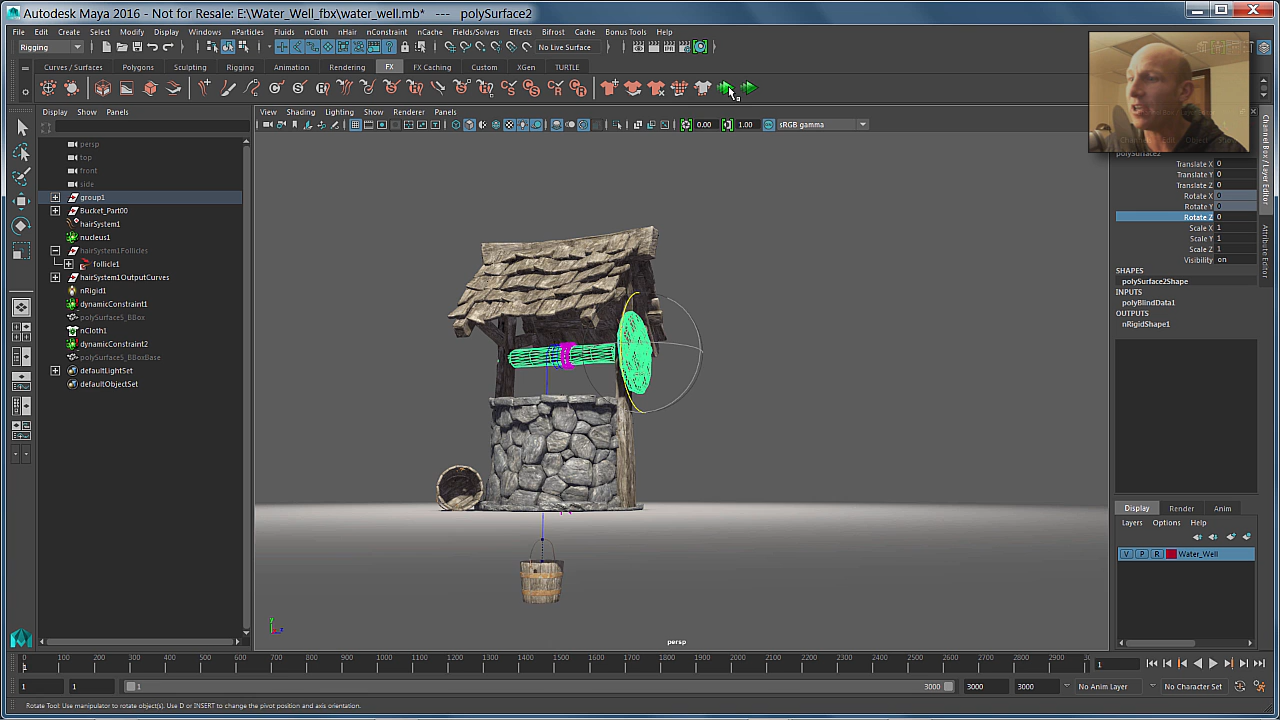 Autodesk Maya 2016 - Not for Resale: E:\Water_Well_fbx\water_well.mb* --- polySurface2
File Edit Create Select Modify Display Windows nParticles Fluids nCloth nHair nConstraint nCache Fields/Solvers Effects Bifrost Cache Bonus Tools Help
Rigging No Live Surface
Curves / Surfaces Polygons Sculpting Rigging Animation Rendering FX FX Caching Custom XGen TURTLE
Display Show Panels
View Shading Lighting Show Renderer Panels
0.00 1.00 sRGB gamma
persp
top
front
side
group1
Bucket_Part00
hairSystem1
nucleus1
hairSystem1Follicles
follicle1
hairSystem1OutputCurves
nRigid1
dynamicConstraint1
polySurface5_BBox
nCloth1
dynamicConstraint2
polySurface5_BBoxBase
defaultLightSet
defaultObjectSet
persp
polySurface2
Translate X 0
Translate Y 0
Translate Z 0
Rotate X 0
Rotate Y 0
Rotate Z 0
Scale X 1
Scale Y 1
Scale Z 1
Visibility on
SHAPES
polySurface2Shape
INPUTS
polyBlindData1
OUTPUTS
nRigidShape1
Channel Box / Layer Editor
Attribute Editor
Display Render Anim
Layers Options Help
V P R Water_Well
1 100 200 300 400 500 600 700 800 900 1000 1100 1200 1300 1400 1500 1600 1700 1800 1900 2000 2100 2200 2300 2400 2500 2600 2700 2800 2900 1
1 1 1 3000 3000 3000 No Anim Layer No Character Set
Rotate Tool: Use manipulator to rotate object(s). Use D or INSERT to change the pivot position and axis orientation.